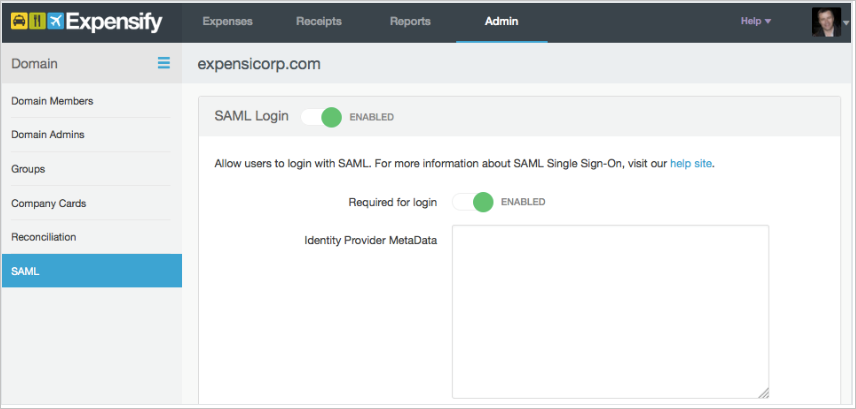 Expensify Expenses Receipts Reports Admin Help
Domain expensicorp.com
Domain Members
Domain Admins
Groups
Company Cards
Reconciliation
SAML
SAML Login ENABLED
Allow users to login with SAML. For more information about SAML Single Sign-On, visit our help site.
Required for login ENABLED
Identity Provider MetaData